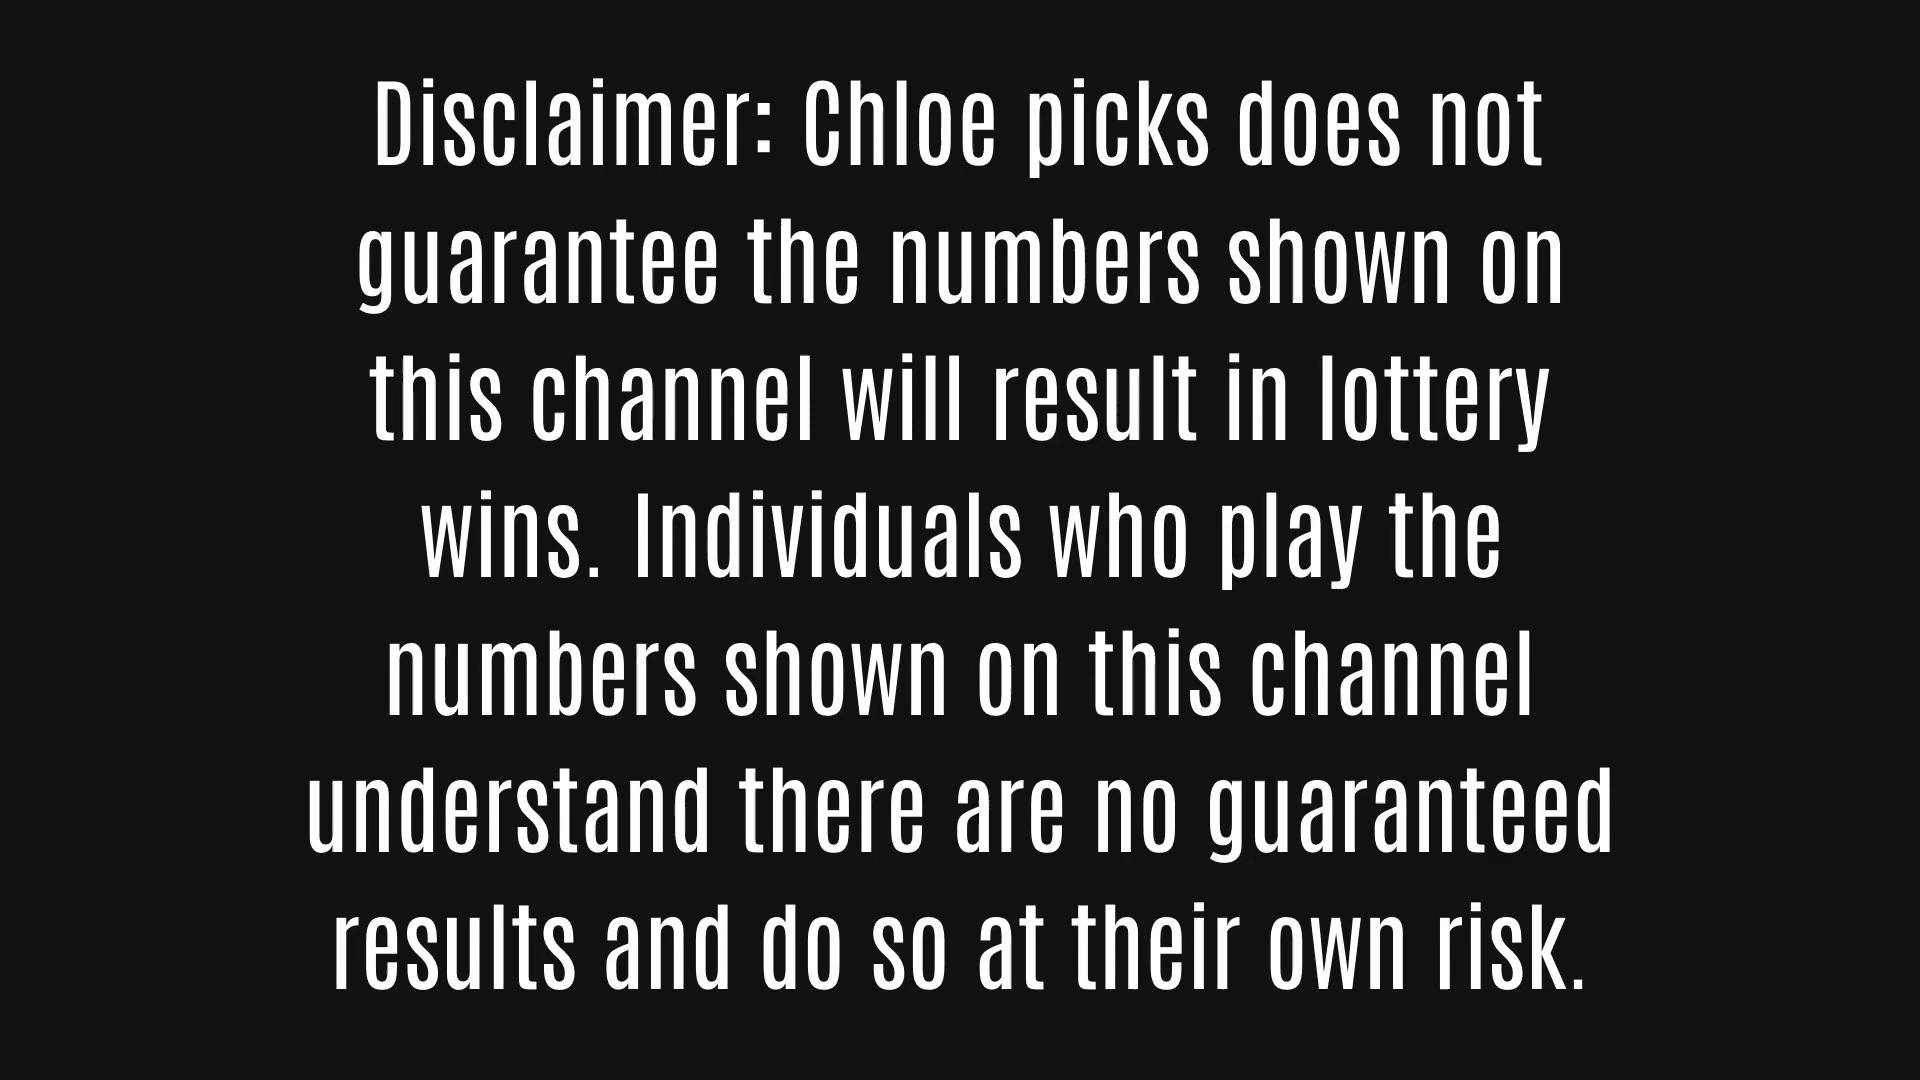 Disclaimer: Chloe picks does not
guarantee the numbers shown on
this channel will result in lottery
wins. Individuals who play the
numbers shown on this channel
understand there are no guaranteed
results and do so at their own risk.